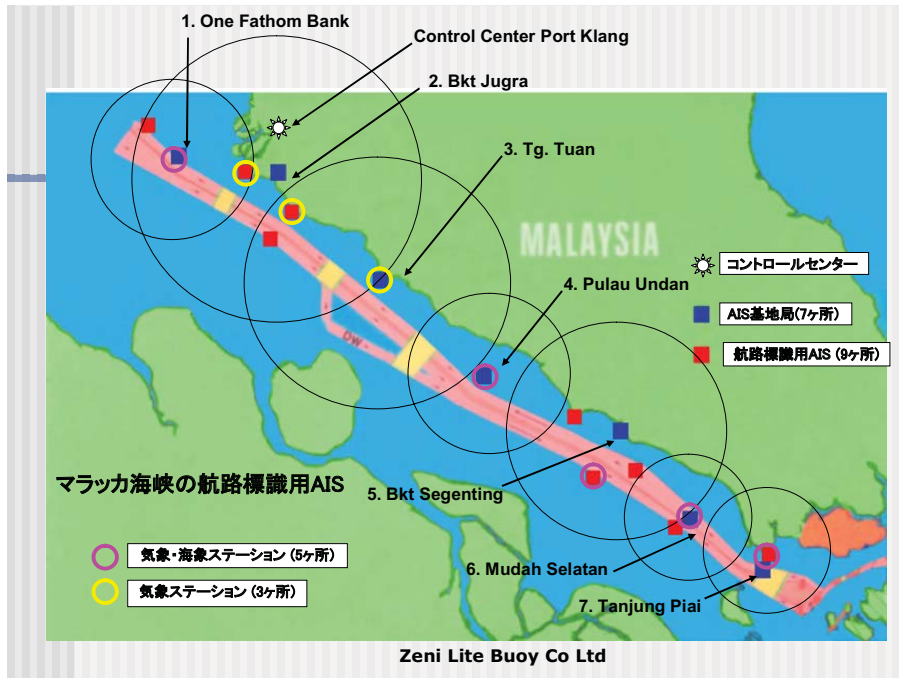 1. One Fathom Bank
Control Center Port Klang
2. Bkt Jugra
3. Tg. Tuan
MALAYSIA
コントロールセンター
4. Pulau Undan
AIS基地局(7ヶ所)
航路標識用AIS (9ヶ所)
DW
マラッカ海峡の航路標識用AIS
5. Bkt Segenting
気象・海象ステーション (5ヶ所)
6. Mudah Selatan
気象ステーション (3ヶ所)
7. Tanjung Piai
Zeni Lite Buoy Co Ltd